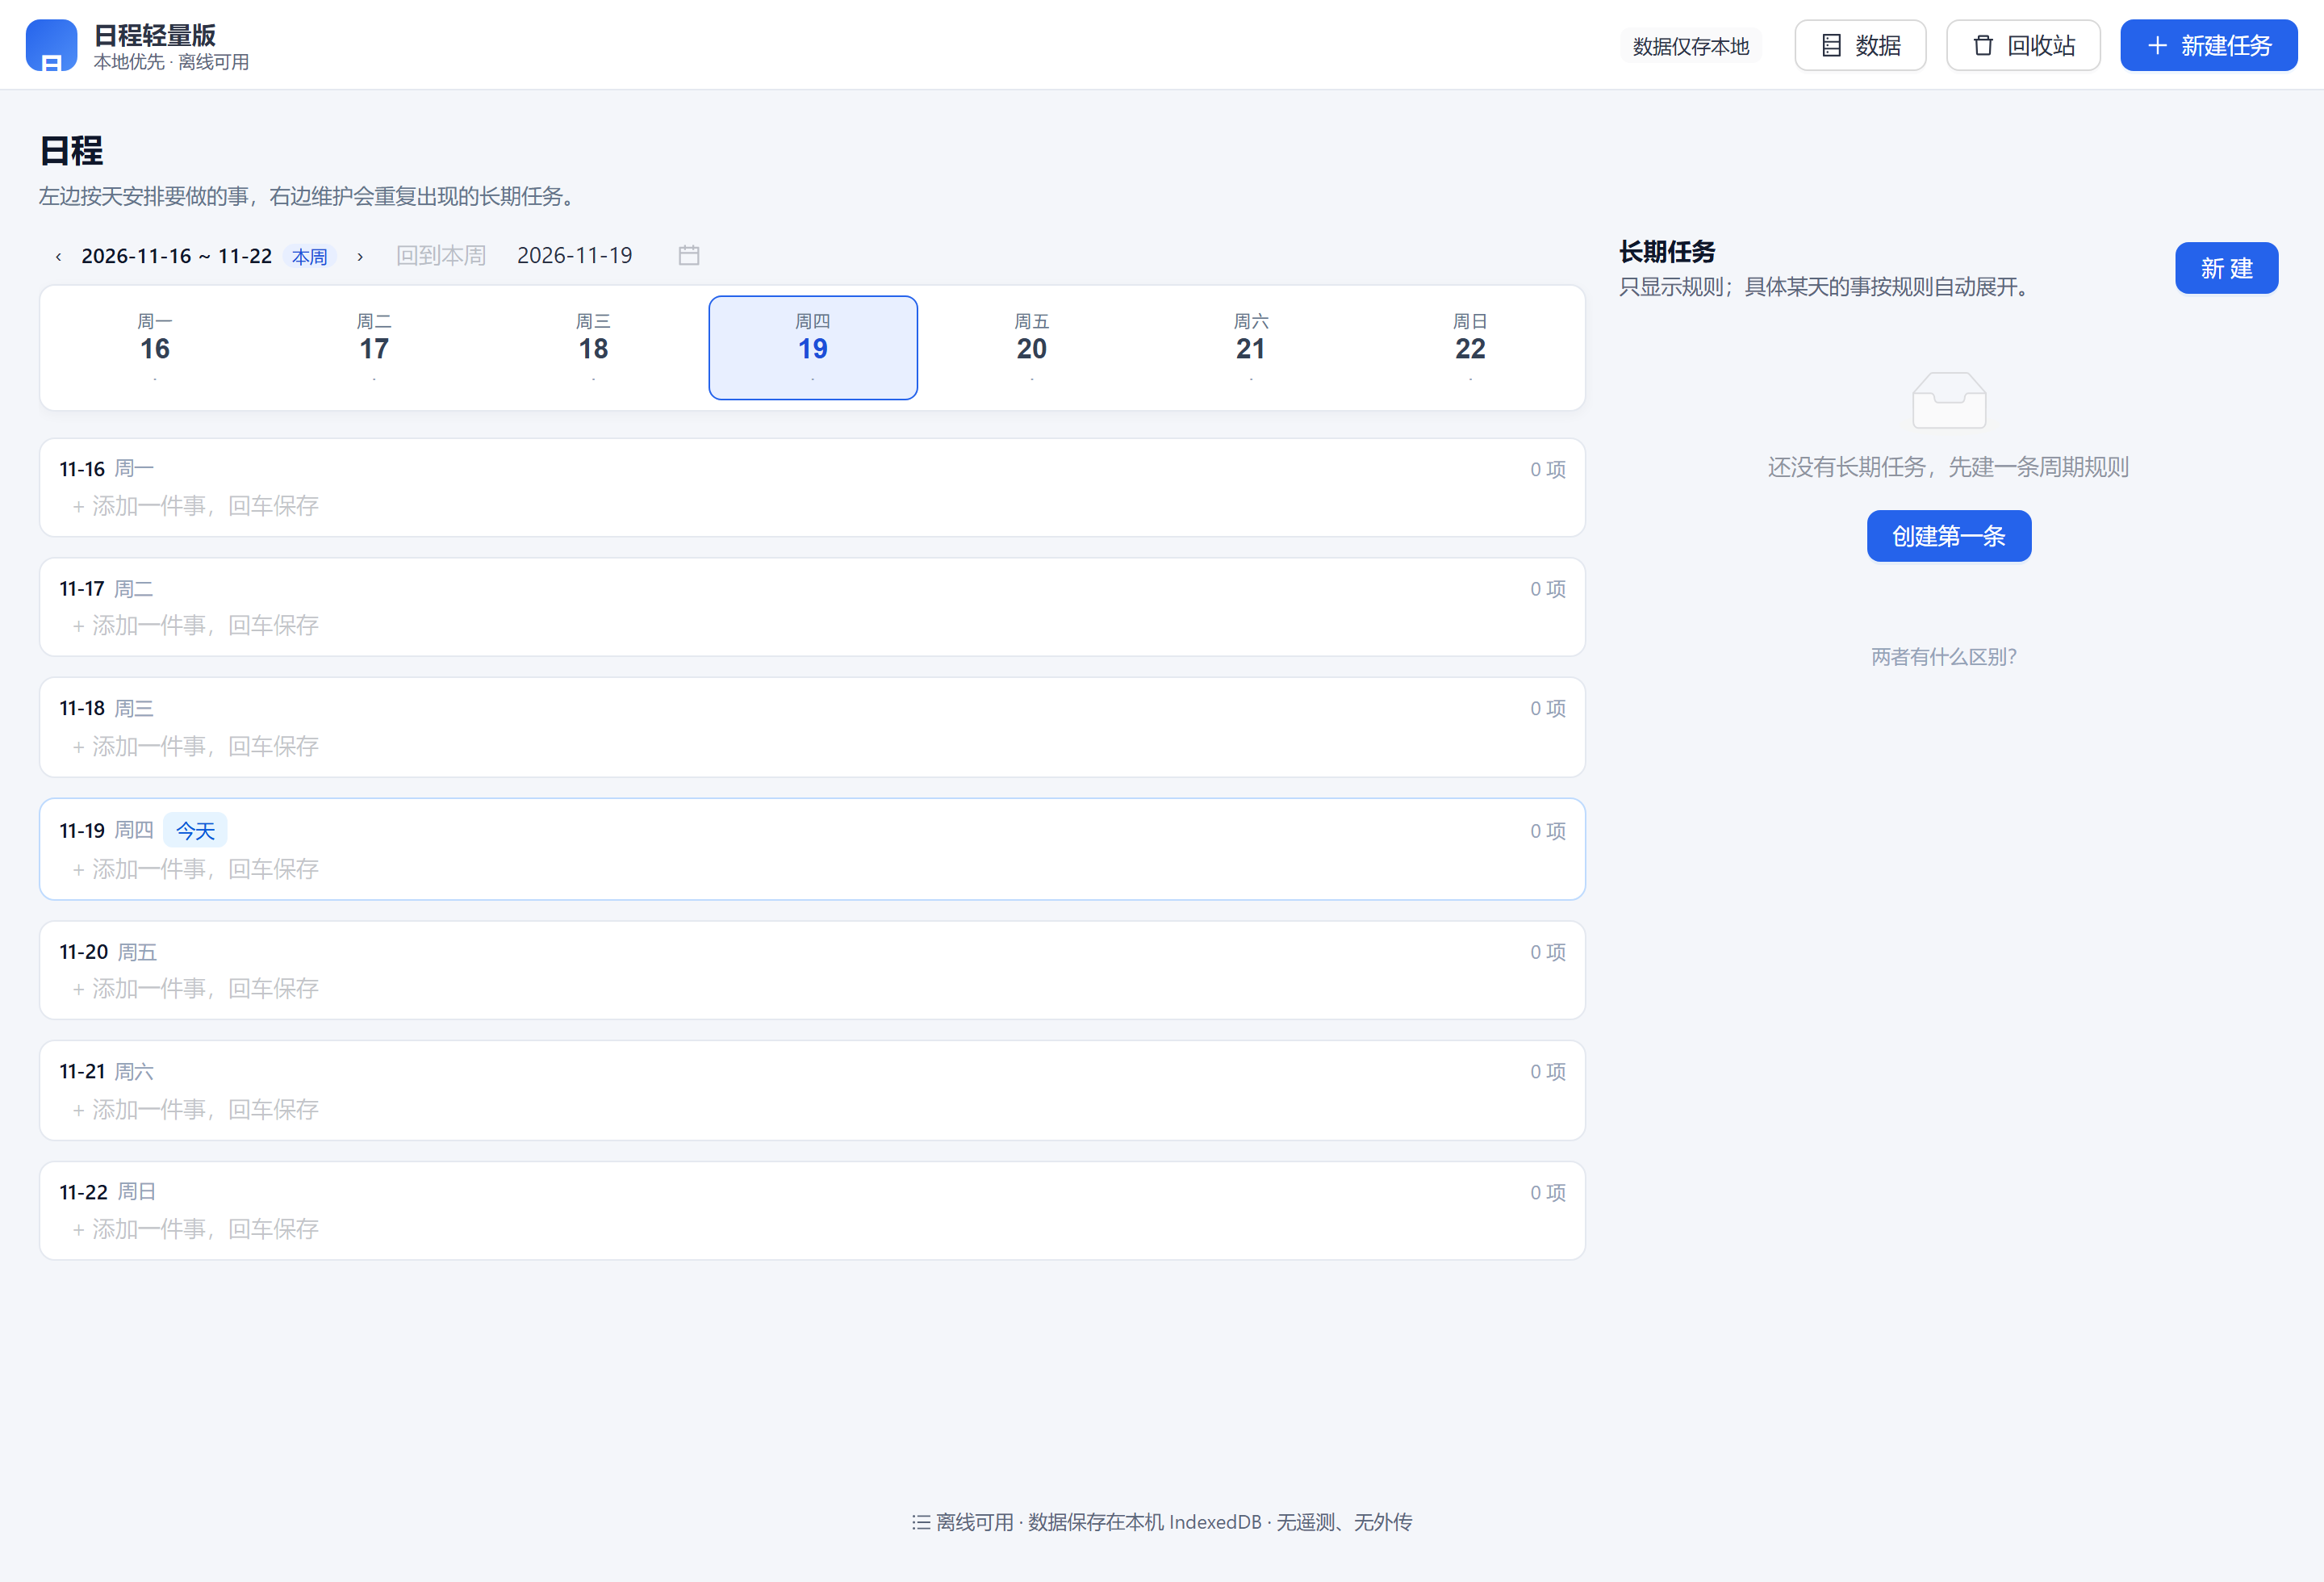 日
日程轻量版
本地优先 · 离线可用
数据仅存本地
数据
回收站
+ 新建任务
日程
左边按天安排要做的事，右边维护会重复出现的长期任务。
‹ 2026-11-16 ~ 11-22 本周 › 回到本周 2026-11-19
周一 周二 周三 周四 周五 周六 周日
16 17 18 19 20 21 22
· · · · · · ·
11-16 周一 0 项
+ 添加一件事，回车保存
11-17 周二 0 项
+ 添加一件事，回车保存
11-18 周三 0 项
+ 添加一件事，回车保存
11-19 周四 今天 0 项
+ 添加一件事，回车保存
11-20 周五 0 项
+ 添加一件事，回车保存
11-21 周六 0 项
+ 添加一件事，回车保存
11-22 周日 0 项
+ 添加一件事，回车保存
长期任务
只显示规则；具体某天的事按规则自动展开。
新 建
还没有长期任务，先建一条周期规则
创建第一条
两者有什么区别？
离线可用 · 数据保存在本机 IndexedDB · 无遥测、无外传